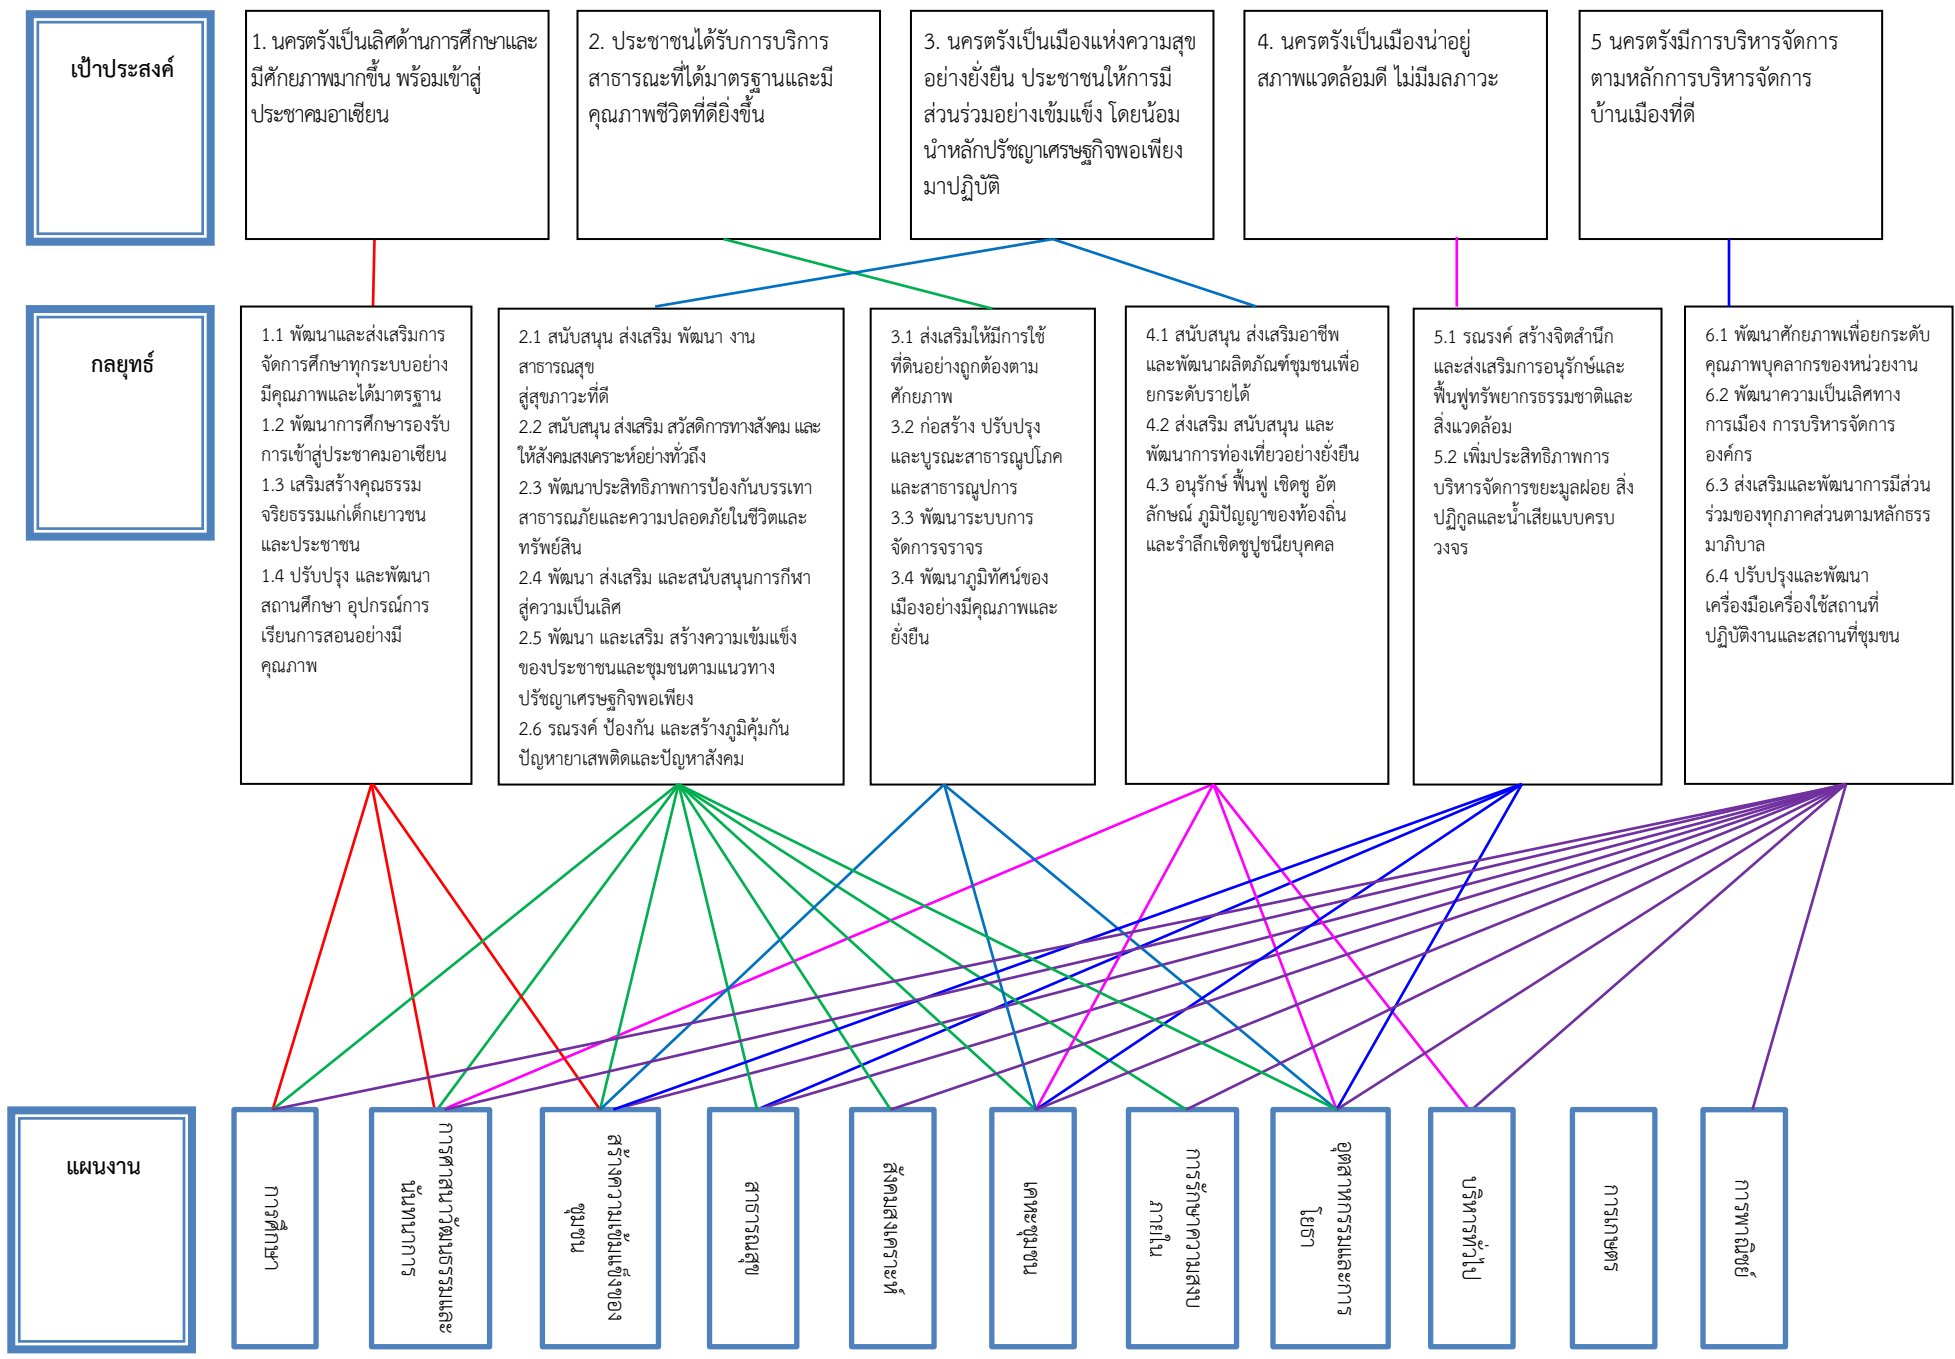 เป้าประสงค์
1. นครตรังเป็นเลิศด้านการศึกษาและ
มีศักยภาพมากขึ้น พร้อมเข้าสู่
ประชาคมอาเซียน
2. ประชาชนได้รับการบริการ
สาธารณะที่ได้มาตรฐานและมี
คุณภาพชีวิตที่ดียิ่งขึ้น
3. นครตรังเป็นเมืองแห่งความสุข
อย่างยั่งยืน ประชาชนให้การมี
ส่วนร่วมอย่างเข้มแข็ง โดยน้อม
นำหลักปรัชญาเศรษฐกิจพอเพียง
มาปฏิบัติ
4. นครตรังเป็นเมืองน่าอยู่
สภาพแวดล้อมดี ไม่มีมลภาวะ
5 นครตรังมีการบริหารจัดการ
ตามหลักการบริหารจัดการ
บ้านเมืองที่ดี
กลยุทธ์
1.1 พัฒนาและส่งเสริมการ
จัดการศึกษาทุกระบบอย่าง
มีคุณภาพและได้มาตรฐาน
1.2 พัฒนาการศึกษารองรับ
การเข้าสู่ประชาคมอาเซียน
1.3 เสริมสร้างคุณธรรม
จริยธรรมแก่เด็กเยาวชน
และประชาชน
1.4 ปรับปรุง และพัฒนา
สถานศึกษา อุปกรณ์การ
เรียนการสอนอย่างมี
คุณภาพ
2.1 สนับสนุน ส่งเสริม พัฒนา งาน
สาธารณสุข
สู่สุขภาวะที่ดี
2.2 สนับสนุน ส่งเสริม สวัสดิการทางสังคม และ
ให้สังคมสงเคราะห์อย่างทั่วถึง
2.3 พัฒนาประสิทธิภาพการป้องกันบรรเทา
สาธารณภัยและความปลอดภัยในชีวิตและ
ทรัพย์สิน
2.4 พัฒนา ส่งเสริม และสนับสนุนการกีฬา
สู่ความเป็นเลิศ
2.5 พัฒนา และเสริม สร้างความเข้มแข็ง
ของประชาชนและชุมชนตามแนวทาง
ปรัชญาเศรษฐกิจพอเพียง
2.6 รณรงค์ ป้องกัน และสร้างภูมิคุ้มกัน
ปัญหายาเสพติดและปัญหาสังคม
3.1 ส่งเสริมให้มีการใช้
ที่ดินอย่างถูกต้องตาม
ศักยภาพ
3.2 ก่อสร้าง ปรับปรุง
และบูรณะสาธารณูปโภค
และสาธารณูปการ
3.3 พัฒนาระบบการ
จัดการจราจร
3.4 พัฒนาภูมิทัศน์ของ
เมืองอย่างมีคุณภาพและ
ยั่งยืน
4.1 สนับสนุน ส่งเสริมอาชีพ
และพัฒนาผลิตภัณฑ์ชุมชนเพื่อ
ยกระดับรายได้
4.2 ส่งเสริม สนับสนุน และ
พัฒนาการท่องเที่ยวอย่างยั่งยืน
4.3 อนุรักษ์ ฟื้นฟู เชิดชู อัต
ลักษณ์ ภูมิปัญญาของท้องถิ่น
และรำลึกเชิดชูปูชนียบุคคล
5.1 รณรงค์ สร้างจิตสำนึก
และส่งเสริมการอนุรักษ์และ
ฟื้นฟูทรัพยากรธรรมชาติและ
สิ่งแวดล้อม
5.2 เพิ่มประสิทธิภาพการ
บริหารจัดการขยะมูลฝอย สิ่ง
ปฏิกูลและน้ำเสียแบบครบ
วงจร
6.1 พัฒนาศักยภาพเพื่อยกระดับ
คุณภาพบุคลากรของหน่วยงาน
6.2 พัฒนาความเป็นเลิศทาง
การเมือง การบริหารจัดการ
องค์กร
6.3 ส่งเสริมและพัฒนาการมีส่วน
ร่วมของทุกภาคส่วนตามหลักธรร
มาภิบาล
6.4 ปรับปรุงและพัฒนา
เครื่องมือเครื่องใช้สถานที่
ปฏิบัติงานและสถานที่ชุมขน
แผนงาน
การศึกษา
การศาสนาวัฒนธรรมและ
นันทนาการ
สร้างความเข้มแข็งของ
ชุมชน
สาธารณสุข
สังคมสงเคราะห์
เคหะชุมชน
การรักษาความสงบ
ภายใน
อุตสาหกรรมและการ
โยธา
บริหารทั่วไป
การเกษตร
การพาณิชย์